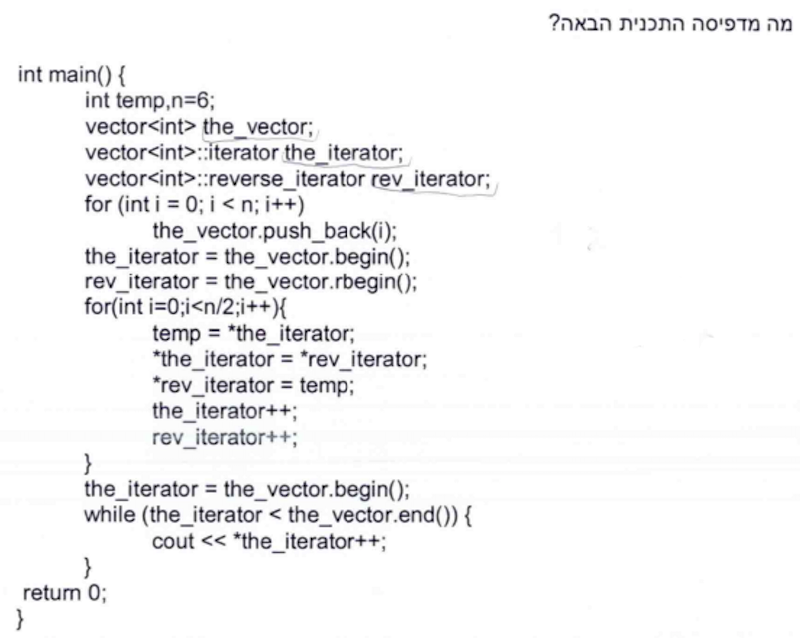 מה מדפיסה התכנית הבאה?
int main() {
int temp,n=6;
vector<int> the_vector;
vector<int>::iterator the_iterator;
vector<int>::reverse_iterator rev_iterator;
for (int i = 0; i < n; i++)
the_vector.push_back(i);
the_iterator = the_vector.begin();
rev_iterator = the_vector.rbegin();
for(int i=0;i<n/2;i++){
temp = *the_iterator;
*the_iterator = *rev_iterator;
*rev_iterator = temp;
the_iterator++;
rev_iterator++;
}
the_iterator = the_vector.begin();
while (the_iterator < the_vector.end()) {
cout << *the_iterator++;
}
return 0;
}